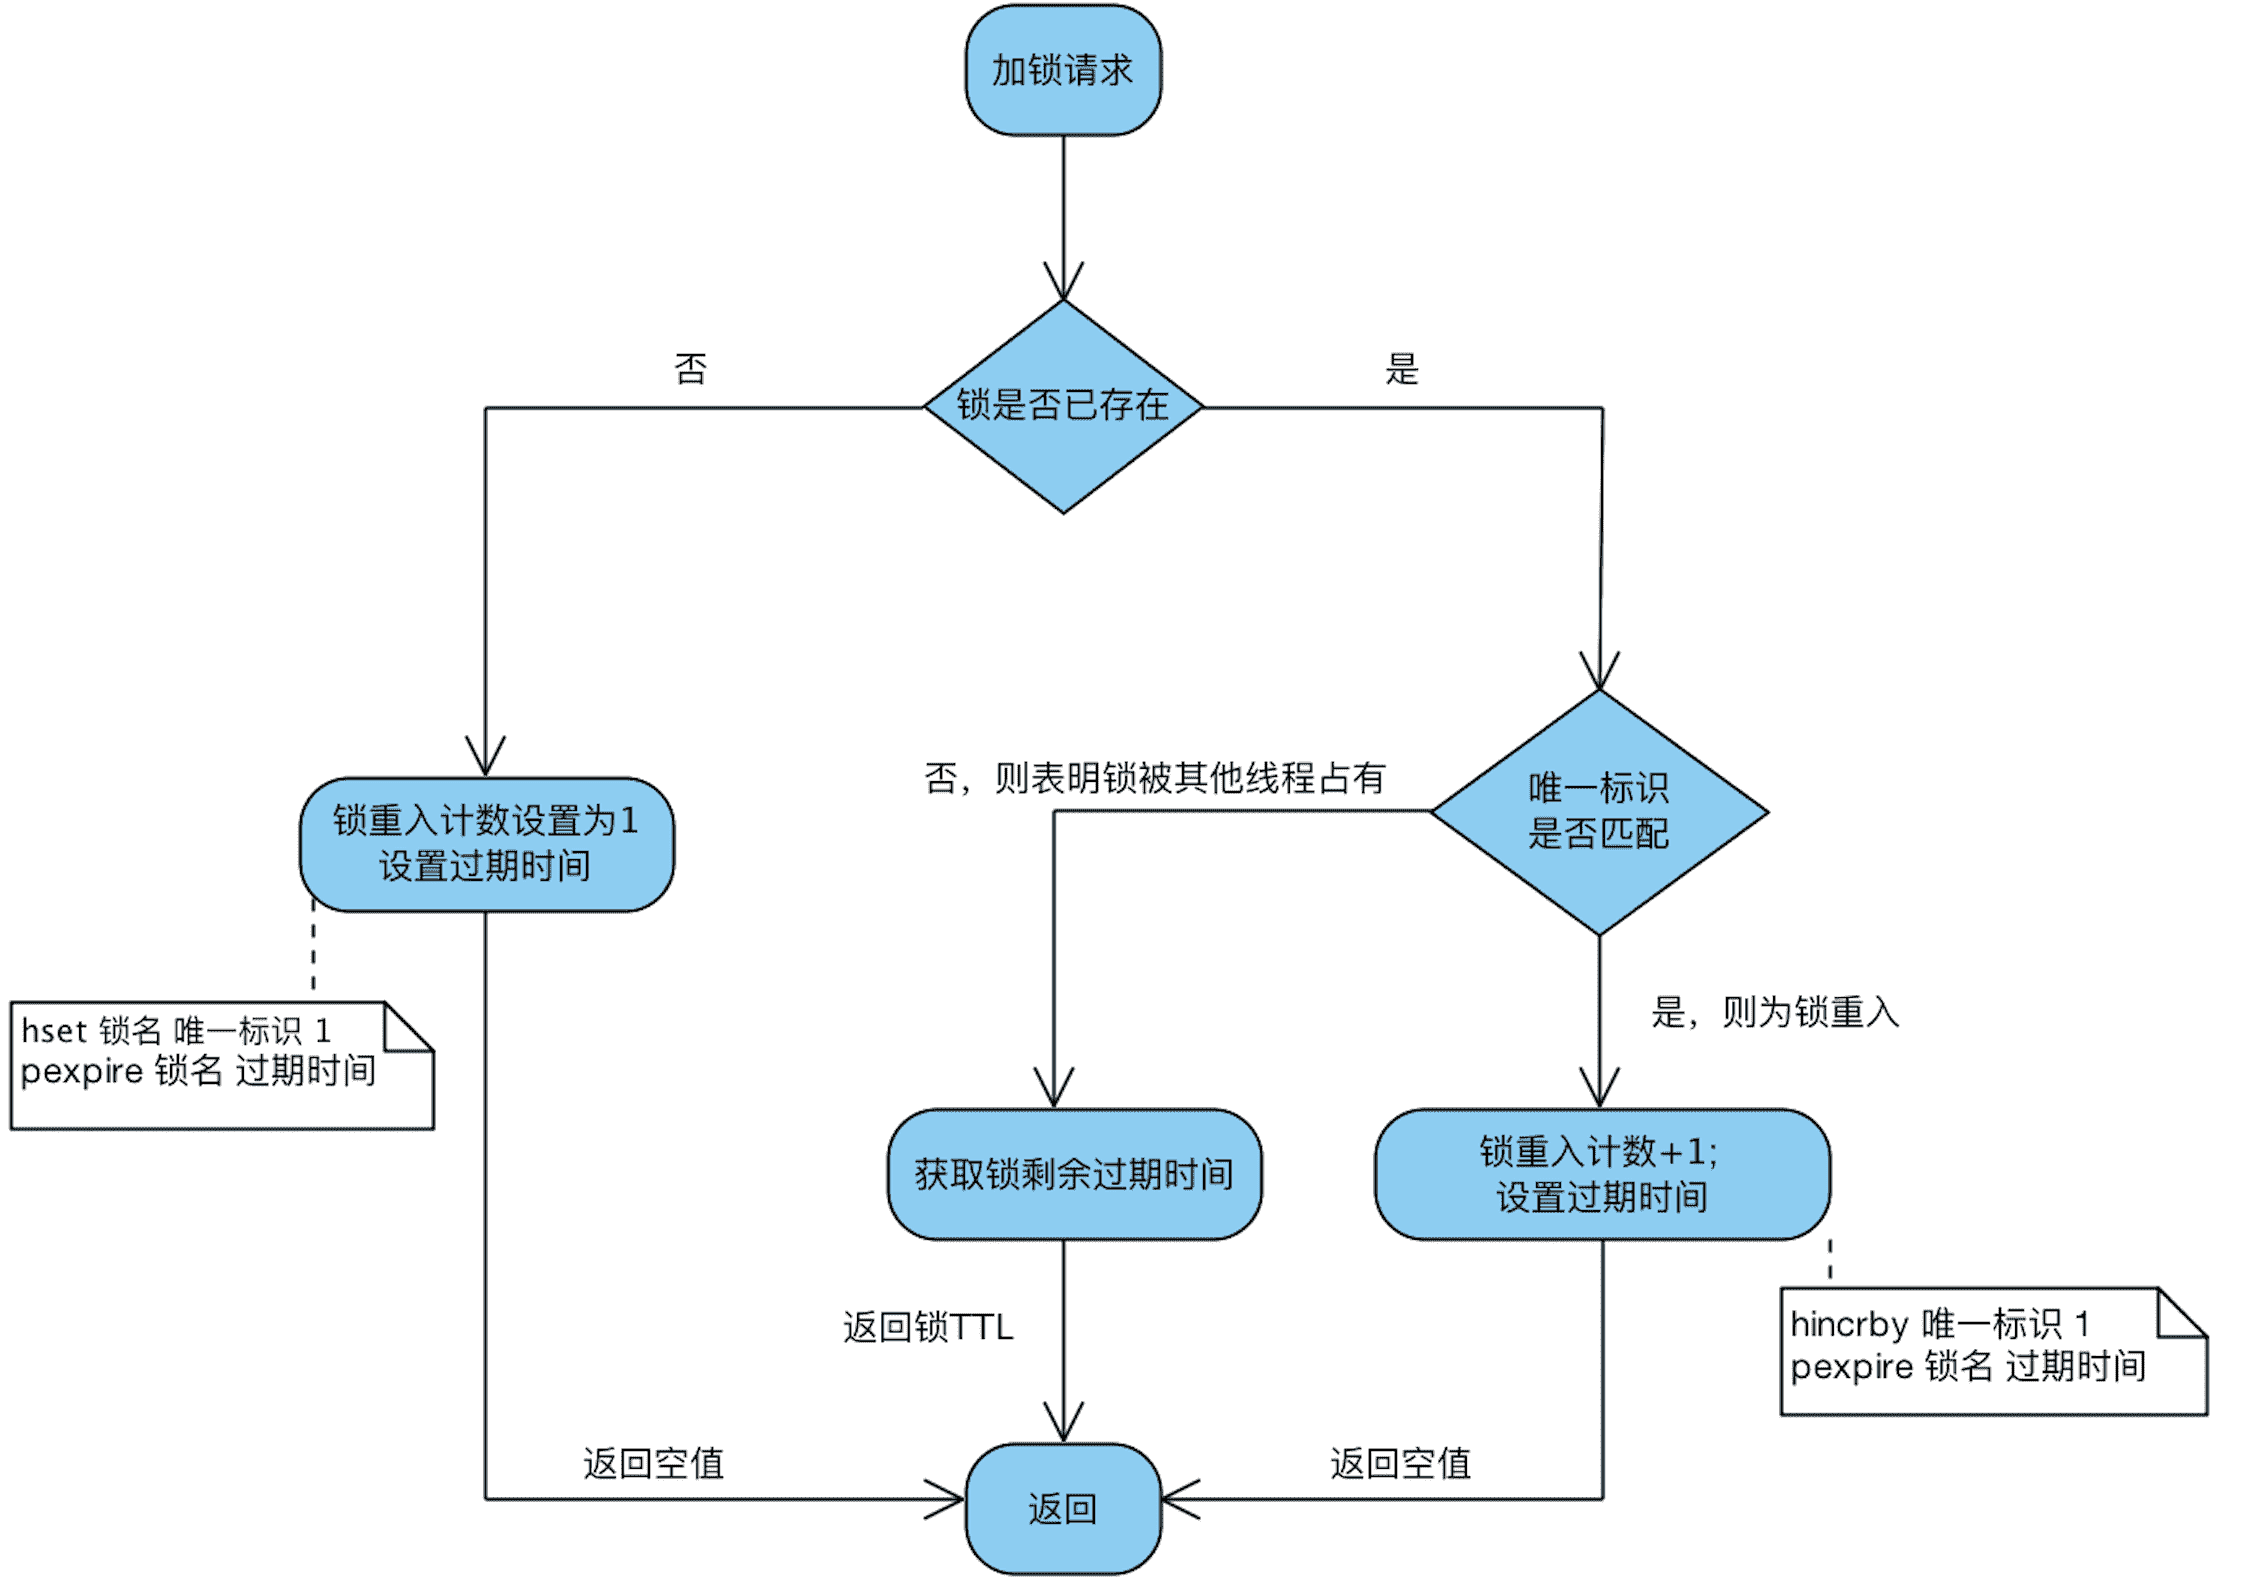 加锁请求
否
是
锁是否已存在
否，则表明锁被其他线程占有
唯一标识
是否匹配
锁重入计数设置为1
设置过期时间
hset 锁名 唯一标识 1
pexpire 锁名 过期时间
是，则为锁重入
获取锁剩余过期时间
锁重入计数+1;
设置过期时间
返回锁TTL
hincrby 唯一标识 1
pexpire 锁名 过期时间
返回空值
返回空值
返回